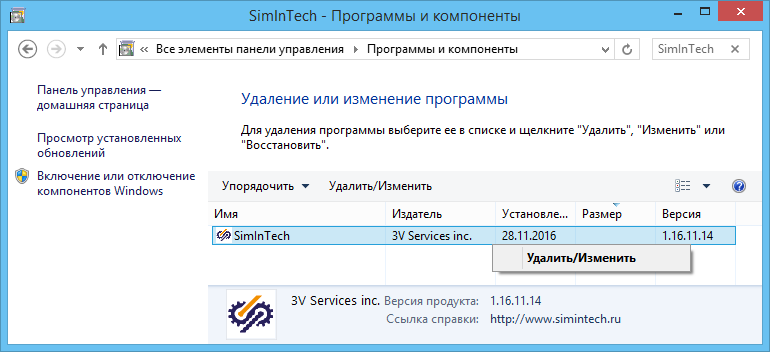 SimInTech - Программы и компоненты
Все элементы панели управления Программы и компоненты SimInTech
Панель управления —
домашняя страница
Просмотр установленных
обновлений
Включение или отключение
компонентов Windows
Удаление или изменение программы
Для удаления программы выберите ее в списке и щелкните "Удалить", "Изменить" или
"Восстановить".
Упорядочить Удалить/Изменить
Имя Издатель Установле... Размер Версия
SimInTech 3V Services inc. 28.11.2016 1.16.11.14
Удалить/Изменить
3V Services inc. Версия продукта: 1.16.11.14
Ссылка справки: http://www.simintech.ru